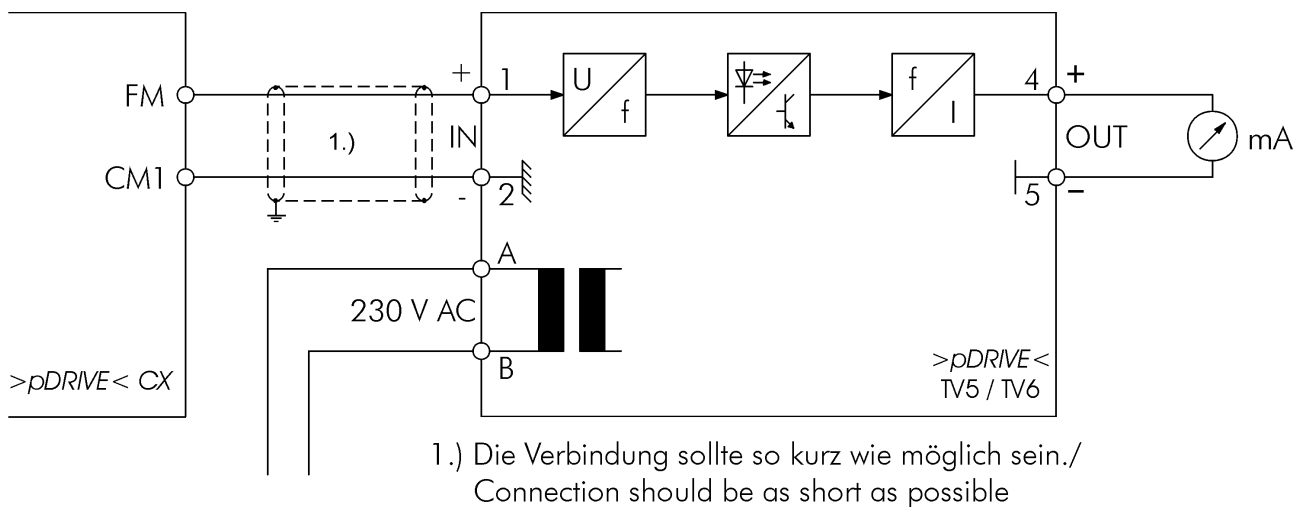 FM
CM1
1.)
+
IN
-
1
2
U
f
f
I
4
+
OUT
5
−
mA
A
230 V AC
B
>pDRIVE< CX
>pDRIVE<
TV5 / TV6
1.) Die Verbindung sollte so kurz wie möglich sein./
Connection should be as short as possible